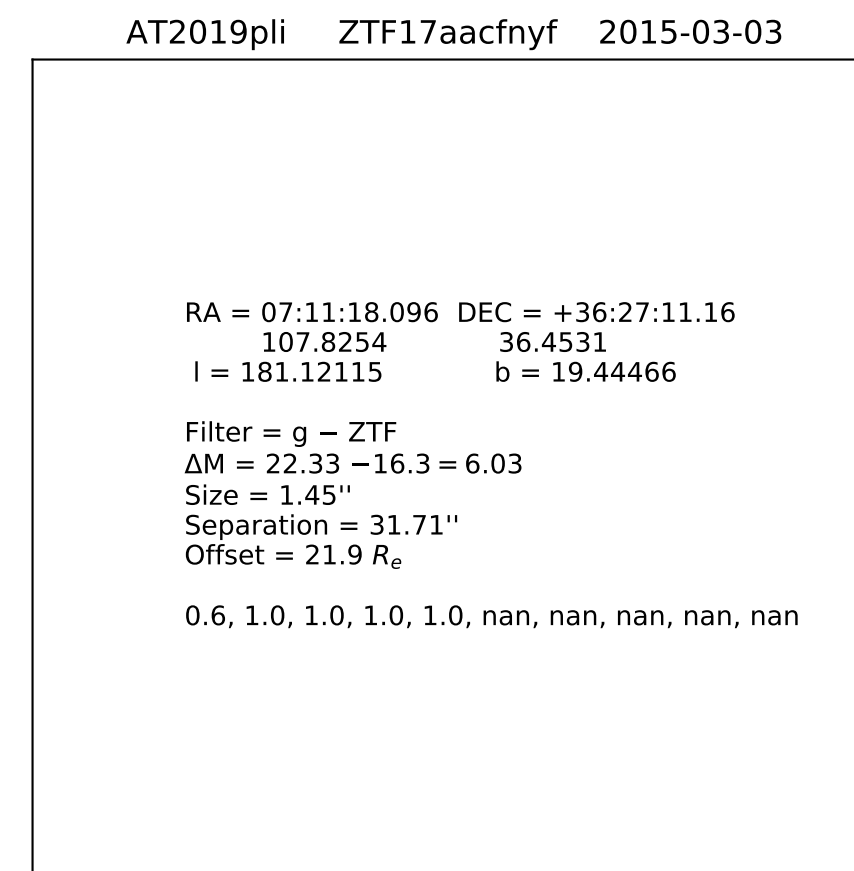 AT2019pli ZTF17aacfnyf 2015-03-03
RA = 07:11:18.096 DEC = +36:27:11.16
107.8254 36.4531
l = 181.12115 b = 19.44466
Filter = g − ZTF
ΔM = 22.33 −16.3 = 6.03
Size = 1.45''
Separation = 31.71''
Offset = 21.9 Rₑ
0.6, 1.0, 1.0, 1.0, 1.0, nan, nan, nan, nan, nan